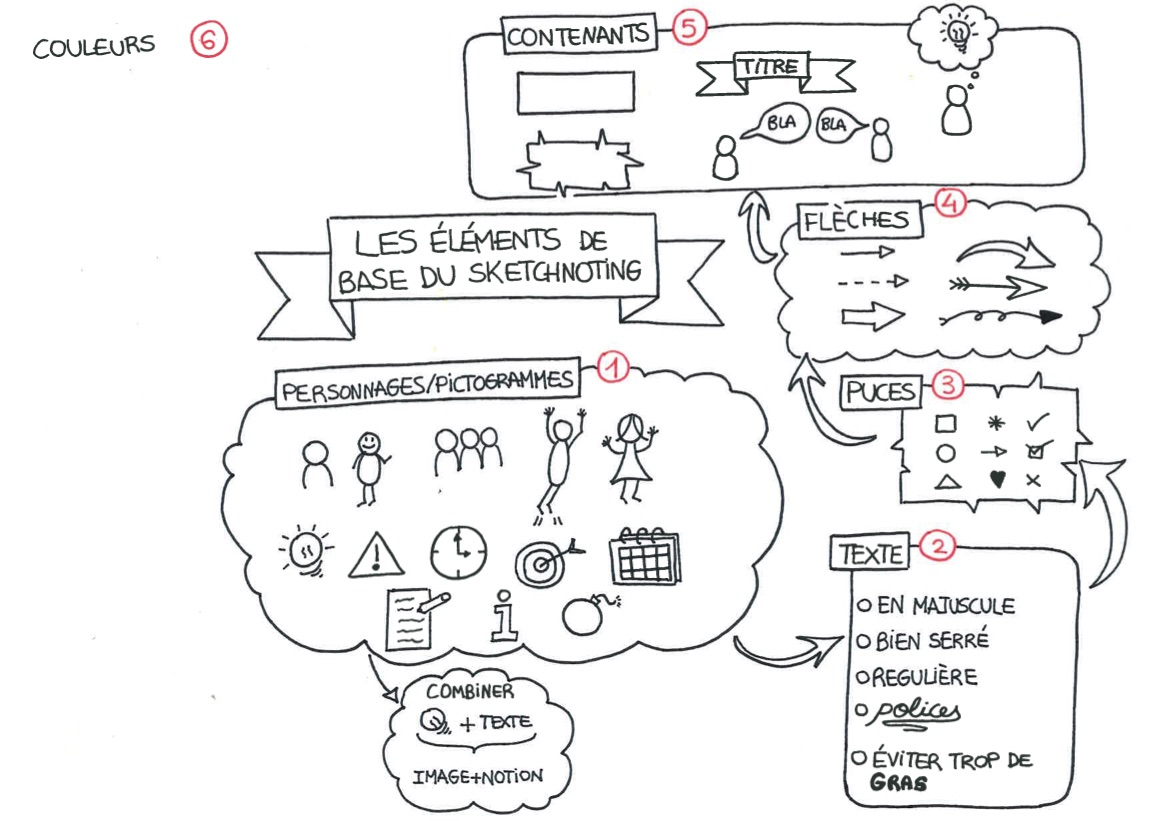 COULEURS 6
CONTENANTS 5
TITRE
BLA BLA
FLÈCHES 4
LES ÉLÉMENTS DE
BASE DU SKETCHNOTING
PERSONNAGES/PICTOGRAMMES 1
PUCES 3
TEXTE 2
EN MAJUSCULE
BIEN SERRÉ
REGULIÈRE
polices
ÉVITER TROP DE
GRAS
COMBINER
+ TEXTE
IMAGE+NOTION